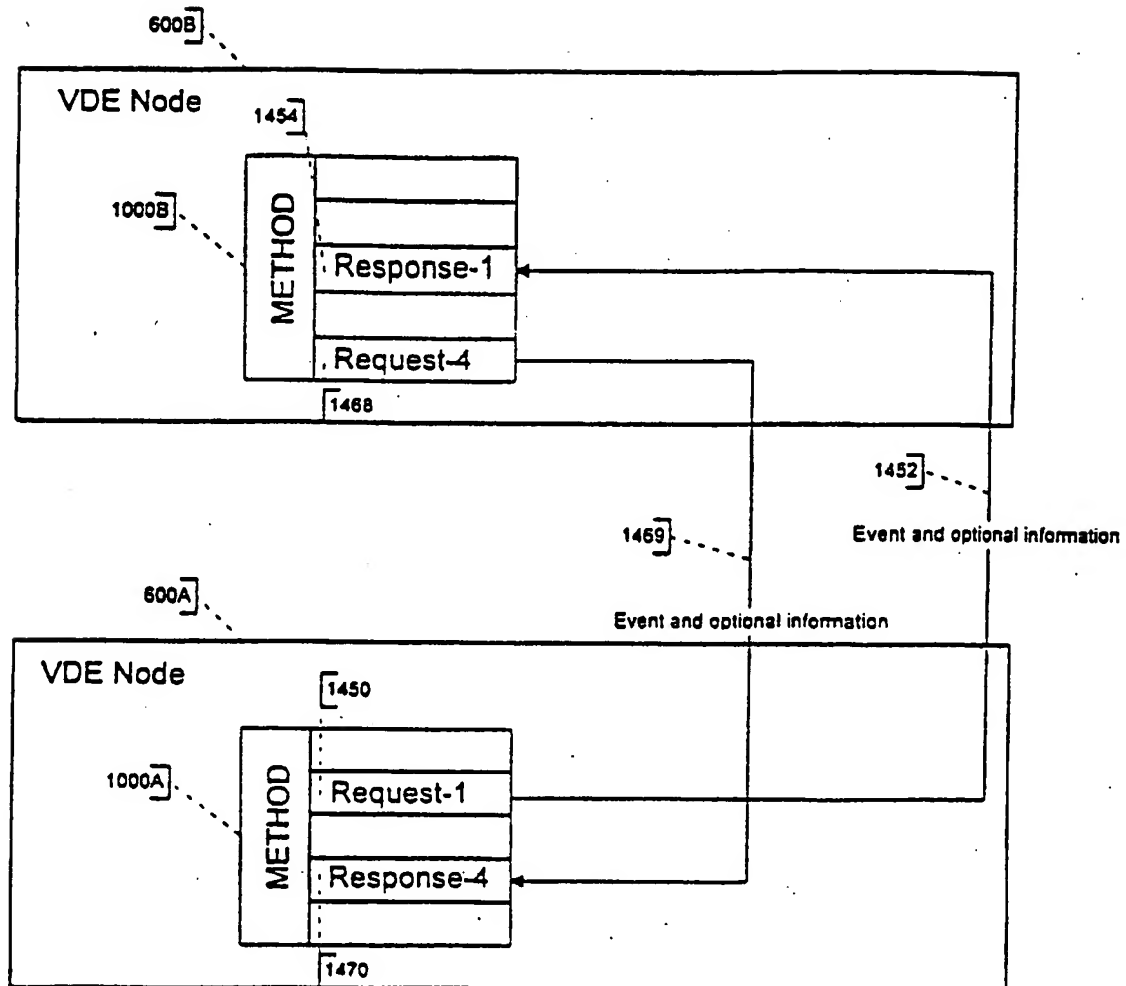 600B
VDE Node
1454
1000B
METHOD
Response-1
Request-4
1468
1452
1469
Event and optional information
600A
Event and optional information
VDE Node
1450
1000A
METHOD
Request-1
Response-4
1470